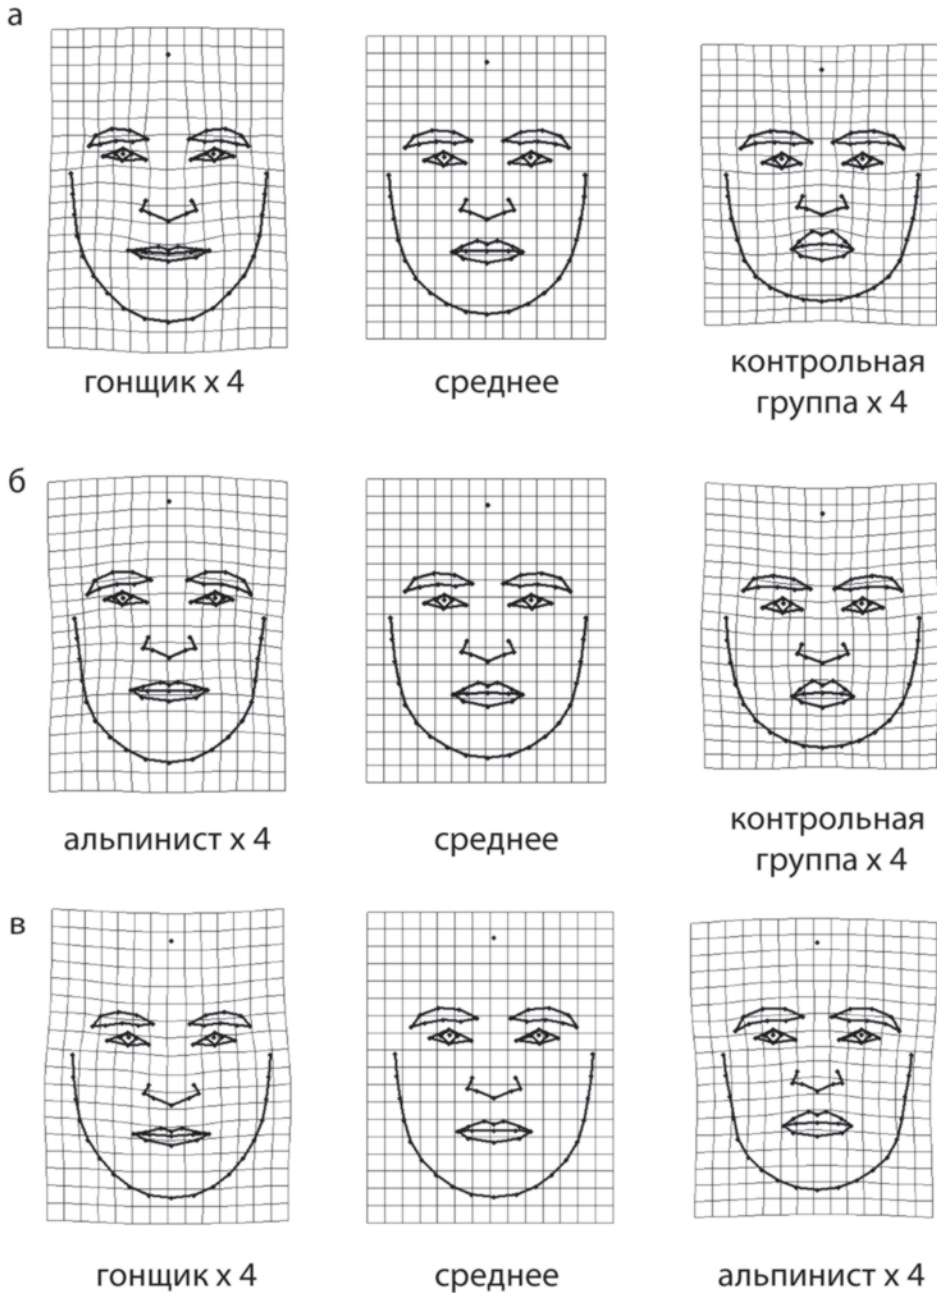 а
гонщик х 4
среднее
контрольная
группа х 4
б
альпинист х 4
среднее
контрольная
группа х 4
в
гонщик х 4
среднее
альпинист х 4